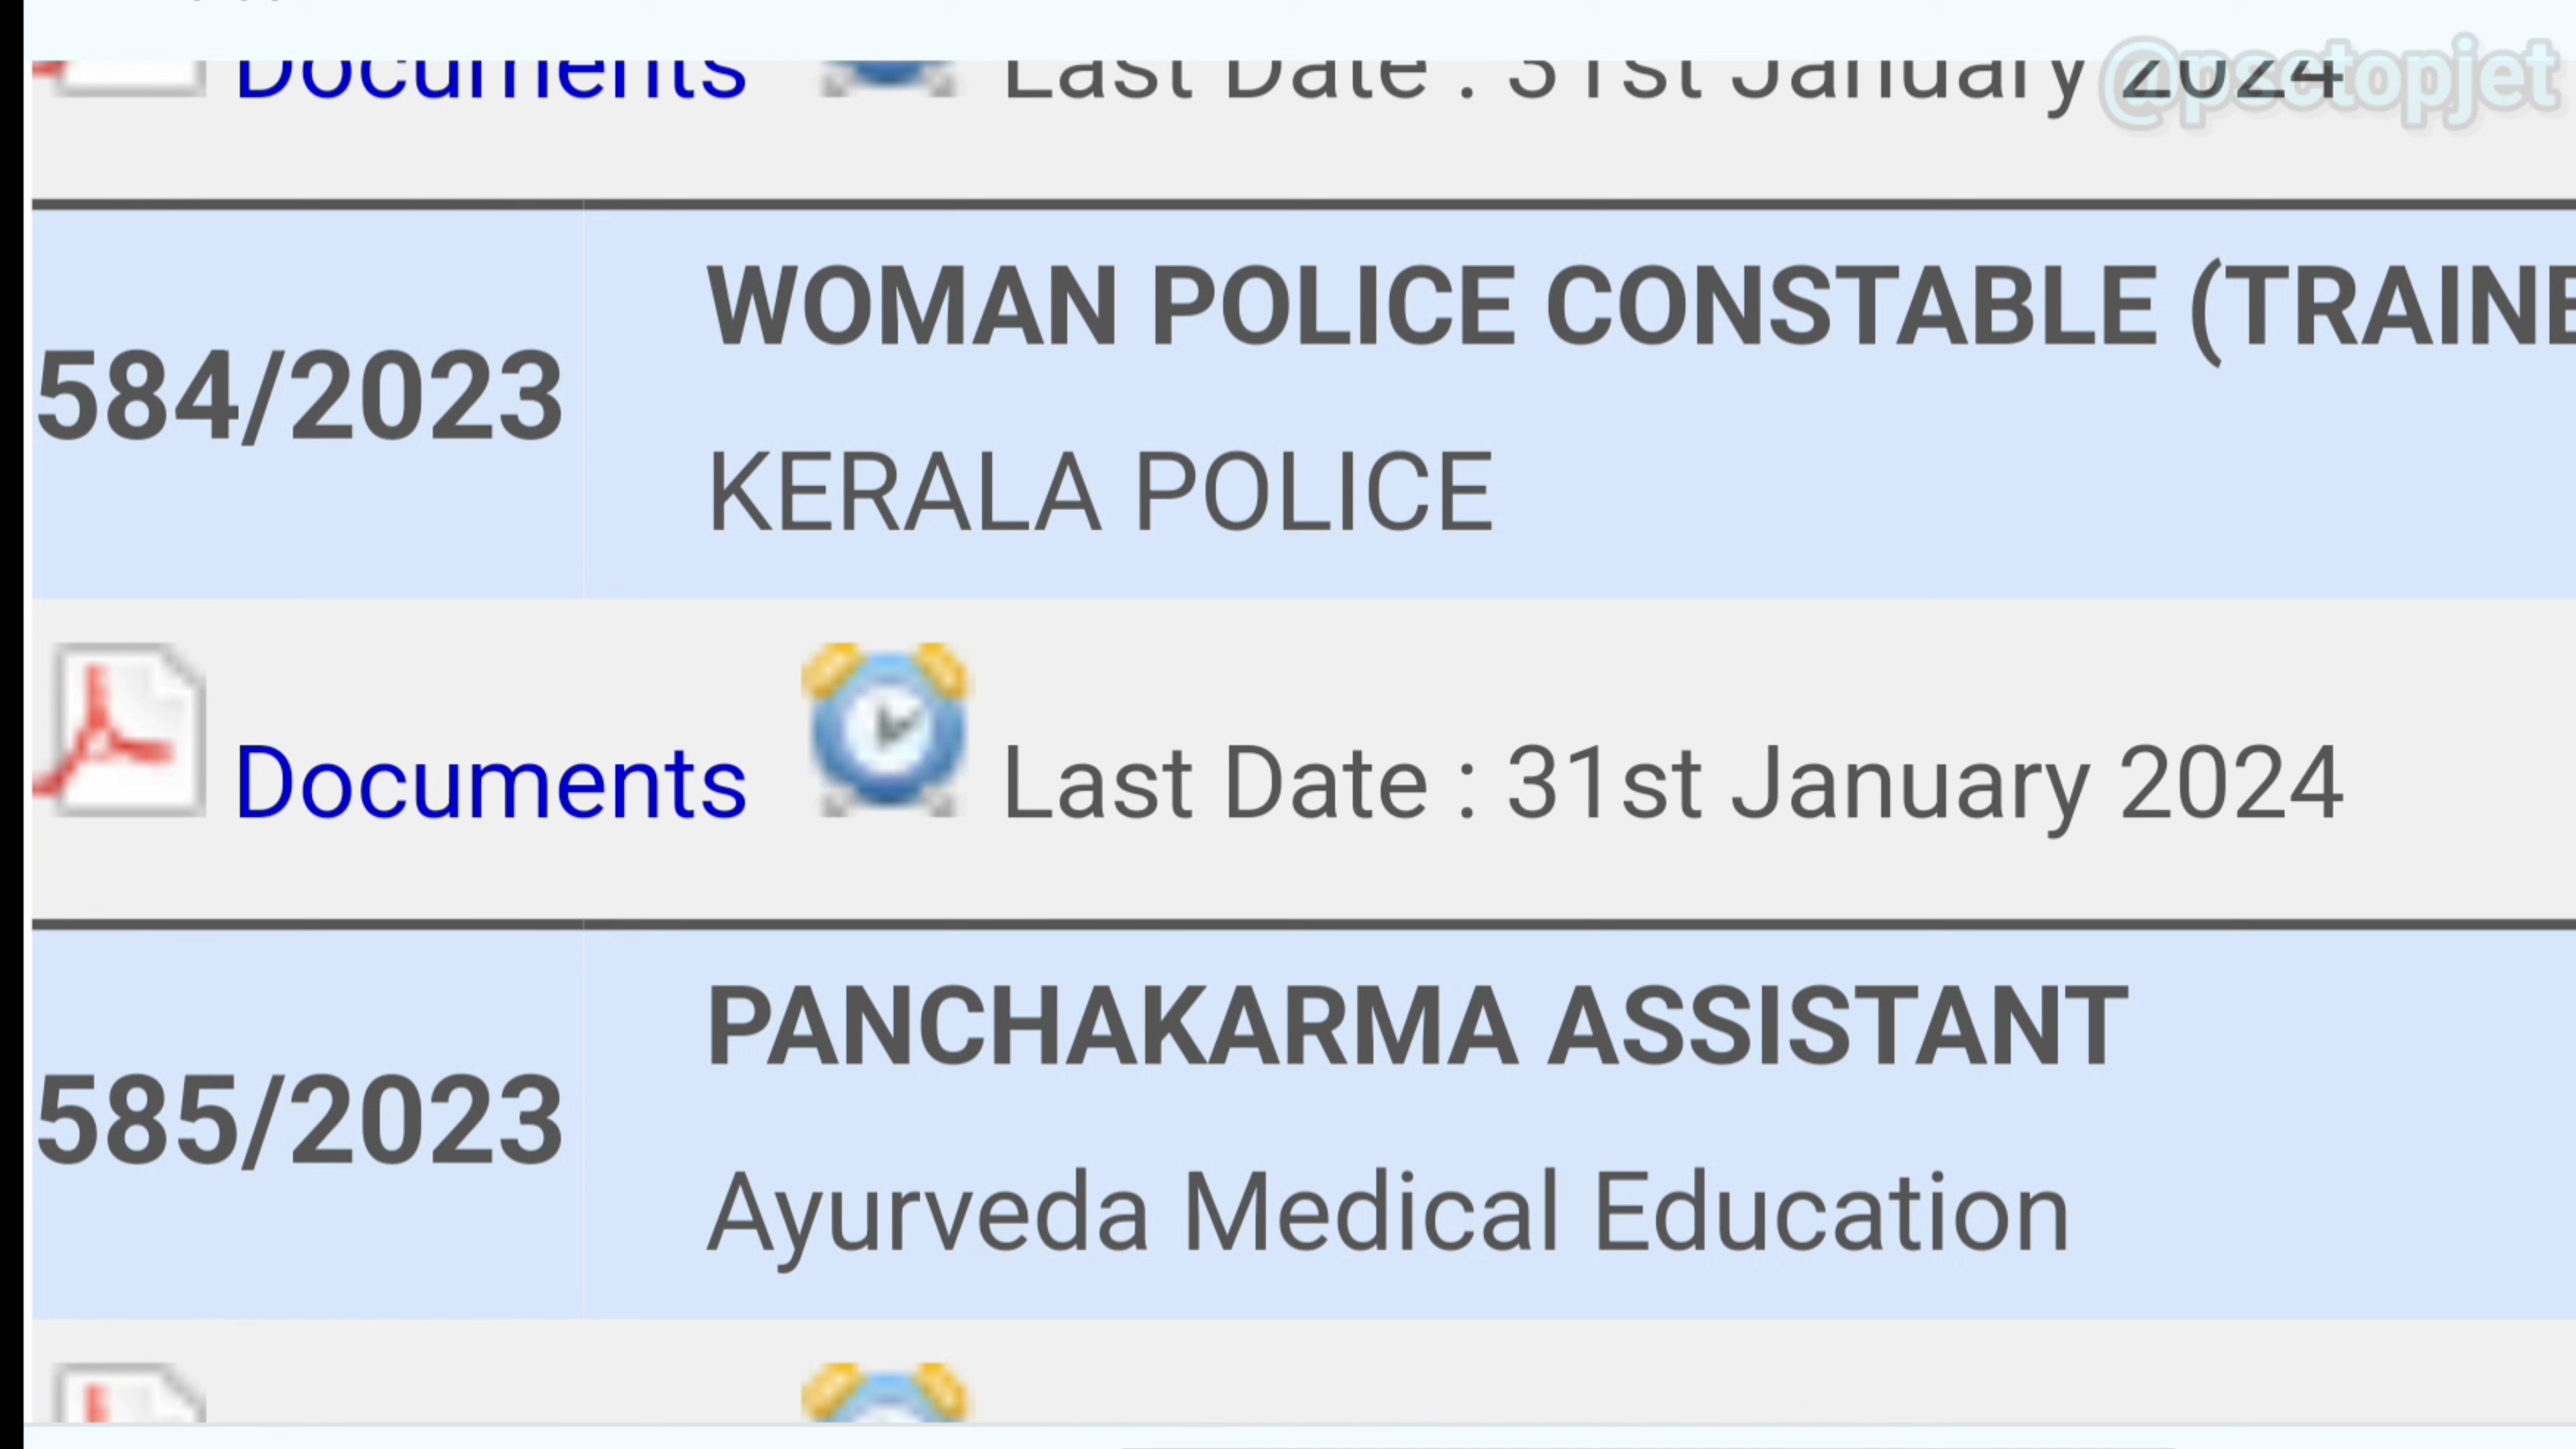 @psctopjet
Documents Last Date : 31st January 2024
WOMAN POLICE CONSTABLE (TRAINE
584/2023
KERALA POLICE
Documents Last Date : 31st January 2024
PANCHAKARMA ASSISTANT
585/2023
Ayurveda Medical Education